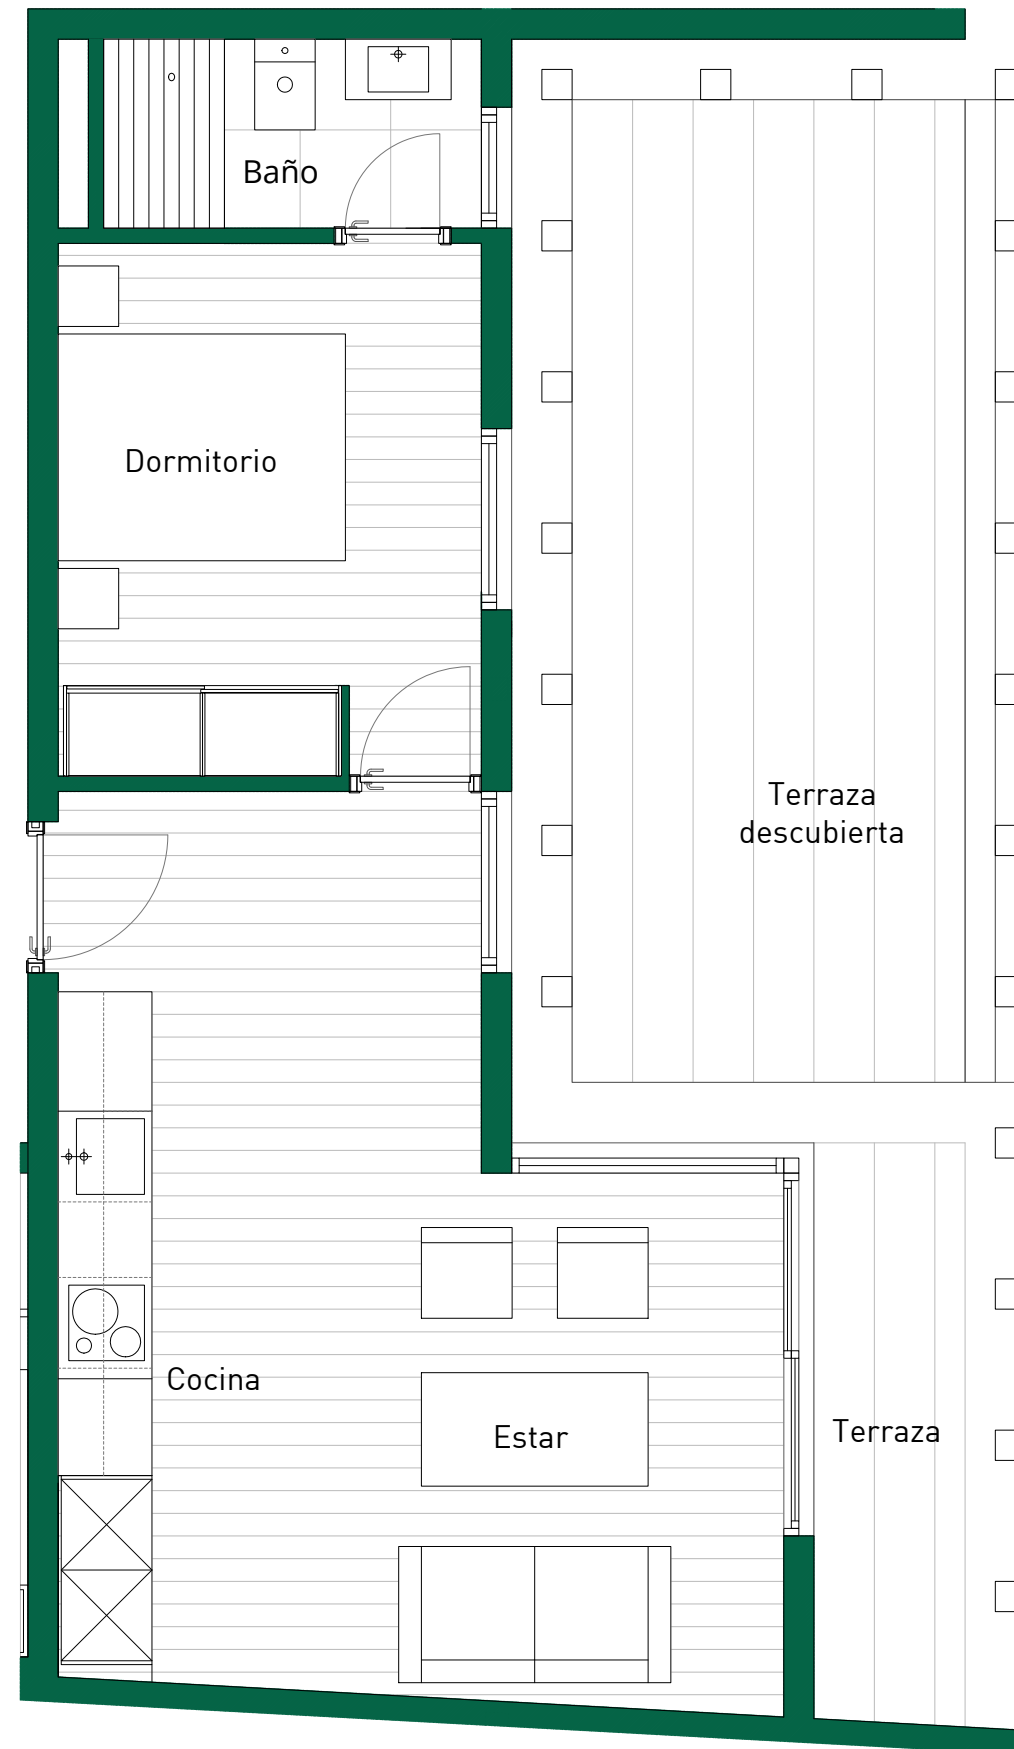 Baño
Dormitorio
Terraza
descubierta
Cocina
Estar
Terraza